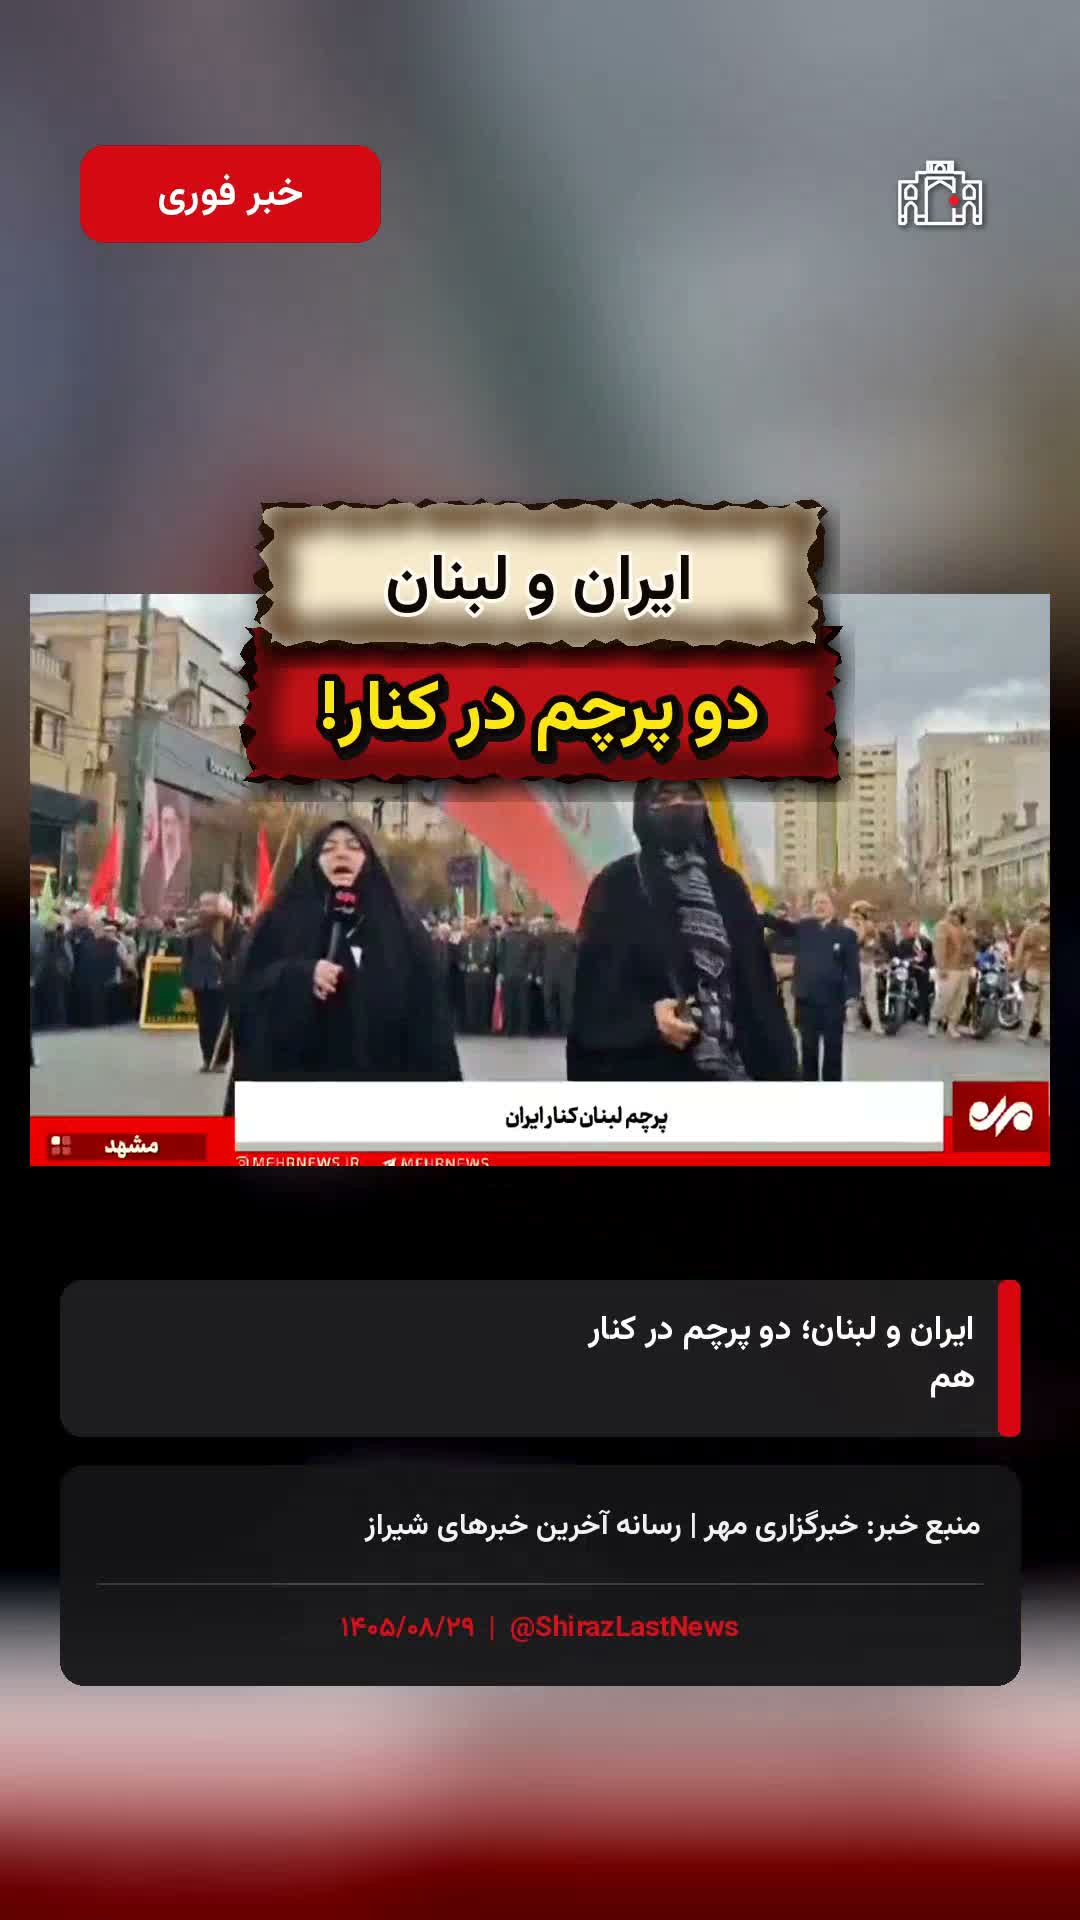 خبر فوری
ایران و لبنان
دو پرچم در کنار!
پرچم لبنان کنار ایران
مشهد
MEHRNEWS.IR MEHRNEWS
ایران و لبنان؛ دو پرچم در کنار
هم
منبع خبر: خبرگزاری مهر | رسانه آخرین خبرهای شیراز
۱۴۰۵/۰۸/۲۹ | @ShirazLastNews